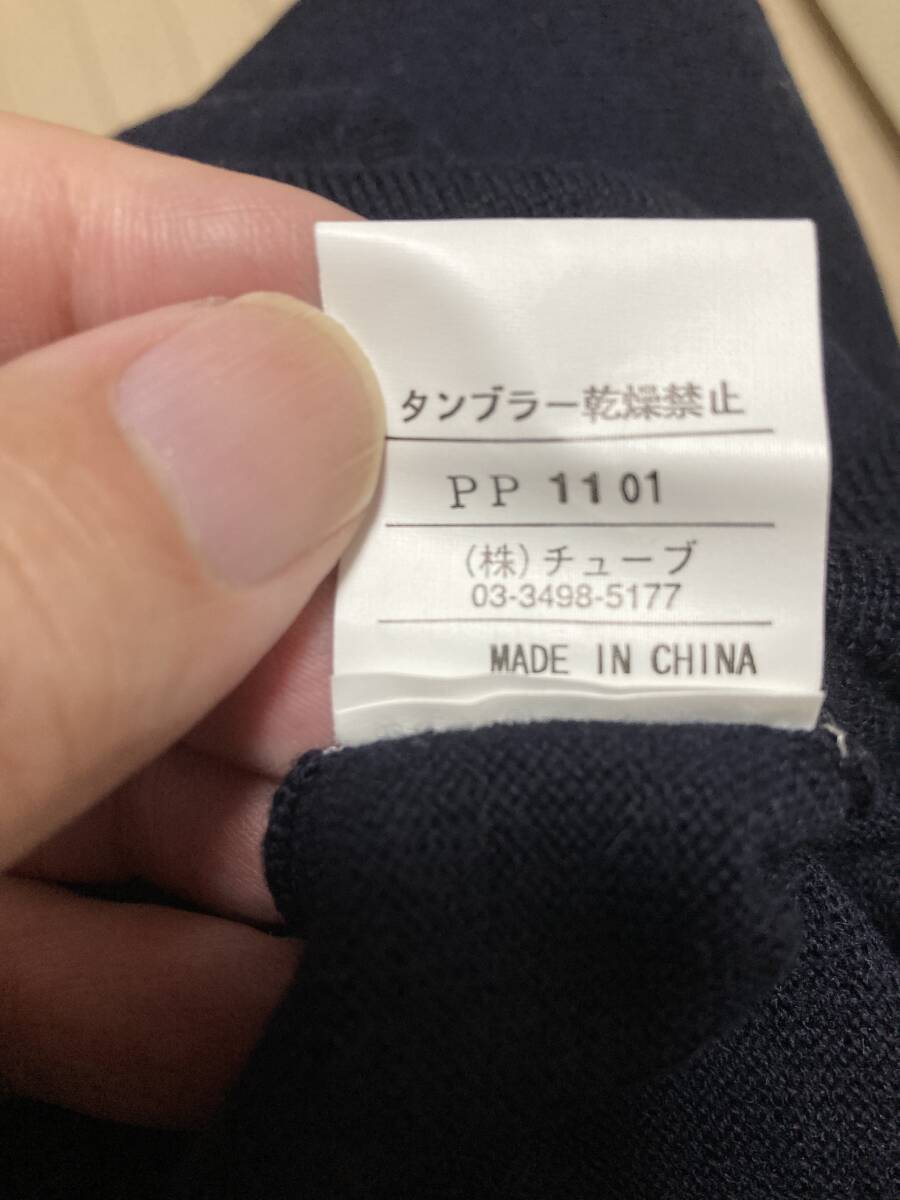 タンブラー乾燥禁止
PP 1101
(株)チューブ
03-3498-5177
MADE IN CHINA